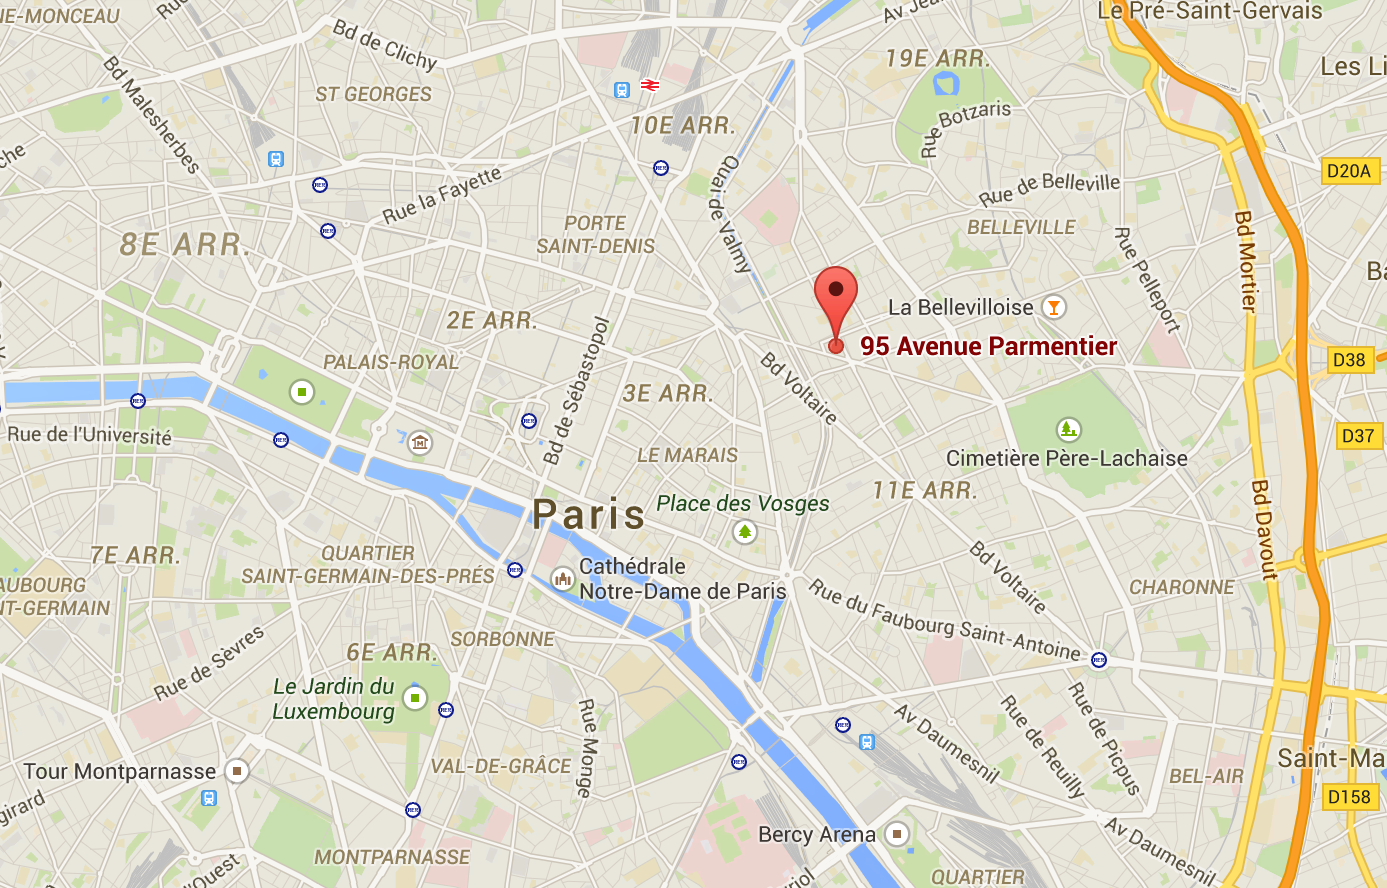 NE-MONCEAU
Ru
Bd de Clichy
Av Jea
Le Pré-Saint-Gervais
19E ARR.
Les Li
Bd Malesherbes
ST GEORGES
10E ARR.
Rue Botzaris
che
Quai de Valmy
D20A
Rue la Fayette
Rue de Belleville
PORTE
SAINT-DENIS
BELLEVILLE
8E ARR.
Rue Pelleport
Bd Mortier
Ba
La Bellevilloise
2E ARR.
95 Avenue Parmentier
PALAIS-ROYAL
Bd de Sébastopol
Bd Voltaire
D38
3E ARR.
Rue de l'Université
D37
LE MARAIS
Cimetière Père-Lachaise
11E ARR.
Place des Vosges
Paris
Bd Davout
7E ARR.
QUARTIER
SAINT-GERMAIN-DES-PRÉS
Cathédrale
Notre-Dame de Paris
Bd Voltaire
AUBOURG
NT-GERMAIN
CHARONNE
Rue du Faubourg Saint-Antoine
SORBONNE
6E ARR.
Rue de Sèvres
Le Jardin du
Luxembourg
Rue Monge
Av Daumesnil
Rue de Reuilly
Rue de Picpus
Tour Montparnasse
VAL-DE-GRÂCE
BEL-AIR
Saint-Ma
D158
girard
Bercy Arena
Av Daumesnil
MONTPARNASSE
l'Ouest
riol
QUARTIER